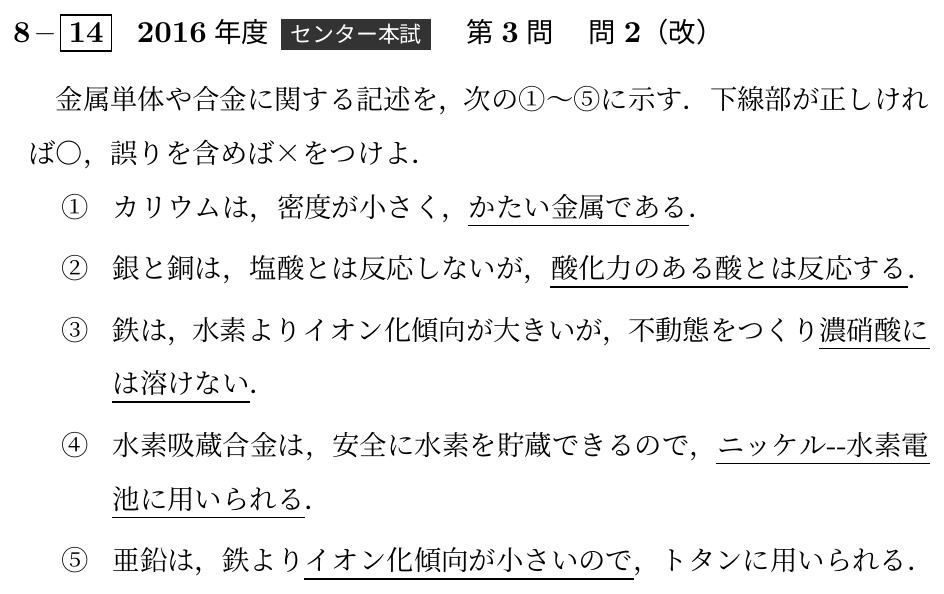 8－14 2016 年度 センター本試 第 3 問 問 2（改）
金属単体や合金に関する記述を，次の①～⑤に示す．下線部が正しけれ
ば○，誤りを含めば×をつけよ．
① カリウムは，密度が小さく，かたい金属である．
② 銀と銅は，塩酸とは反応しないが，酸化力のある酸とは反応する．
③ 鉄は，水素よりイオン化傾向が大きいが，不動態をつくり濃硝酸に
は溶けない．
④ 水素吸蔵合金は，安全に水素を貯蔵できるので，ニッケル--水素電
池に用いられる．
⑤ 亜鉛は，鉄よりイオン化傾向が小さいので，トタンに用いられる．